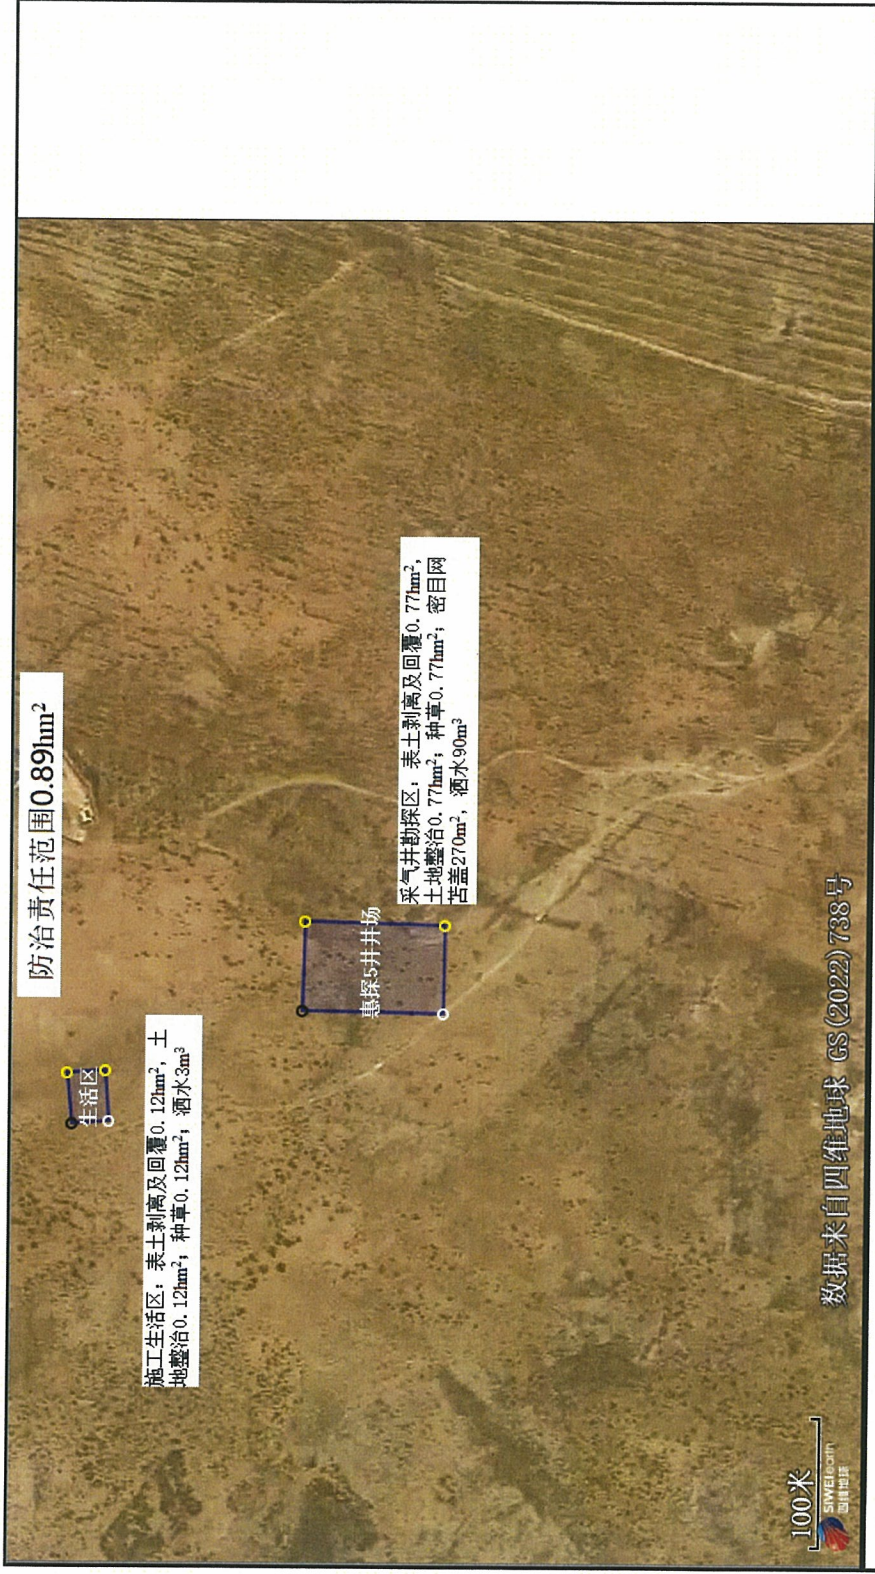 防治责任范围0.89hm²
生活区
施工生活区：表土剥离及回覆0.12hm²，土
地整治0.12hm²；种草0.12hm²；洒水3m³
惠探5井井场
采气井勘探区：表土剥离及回覆0.77hm²，
土地整治0.77hm²；种草0.77hm²；密目网
苫盖270m²，洒水90m³
100米
SIWEI earth
四维地球
数据来自四维地球 GS(2022)738号